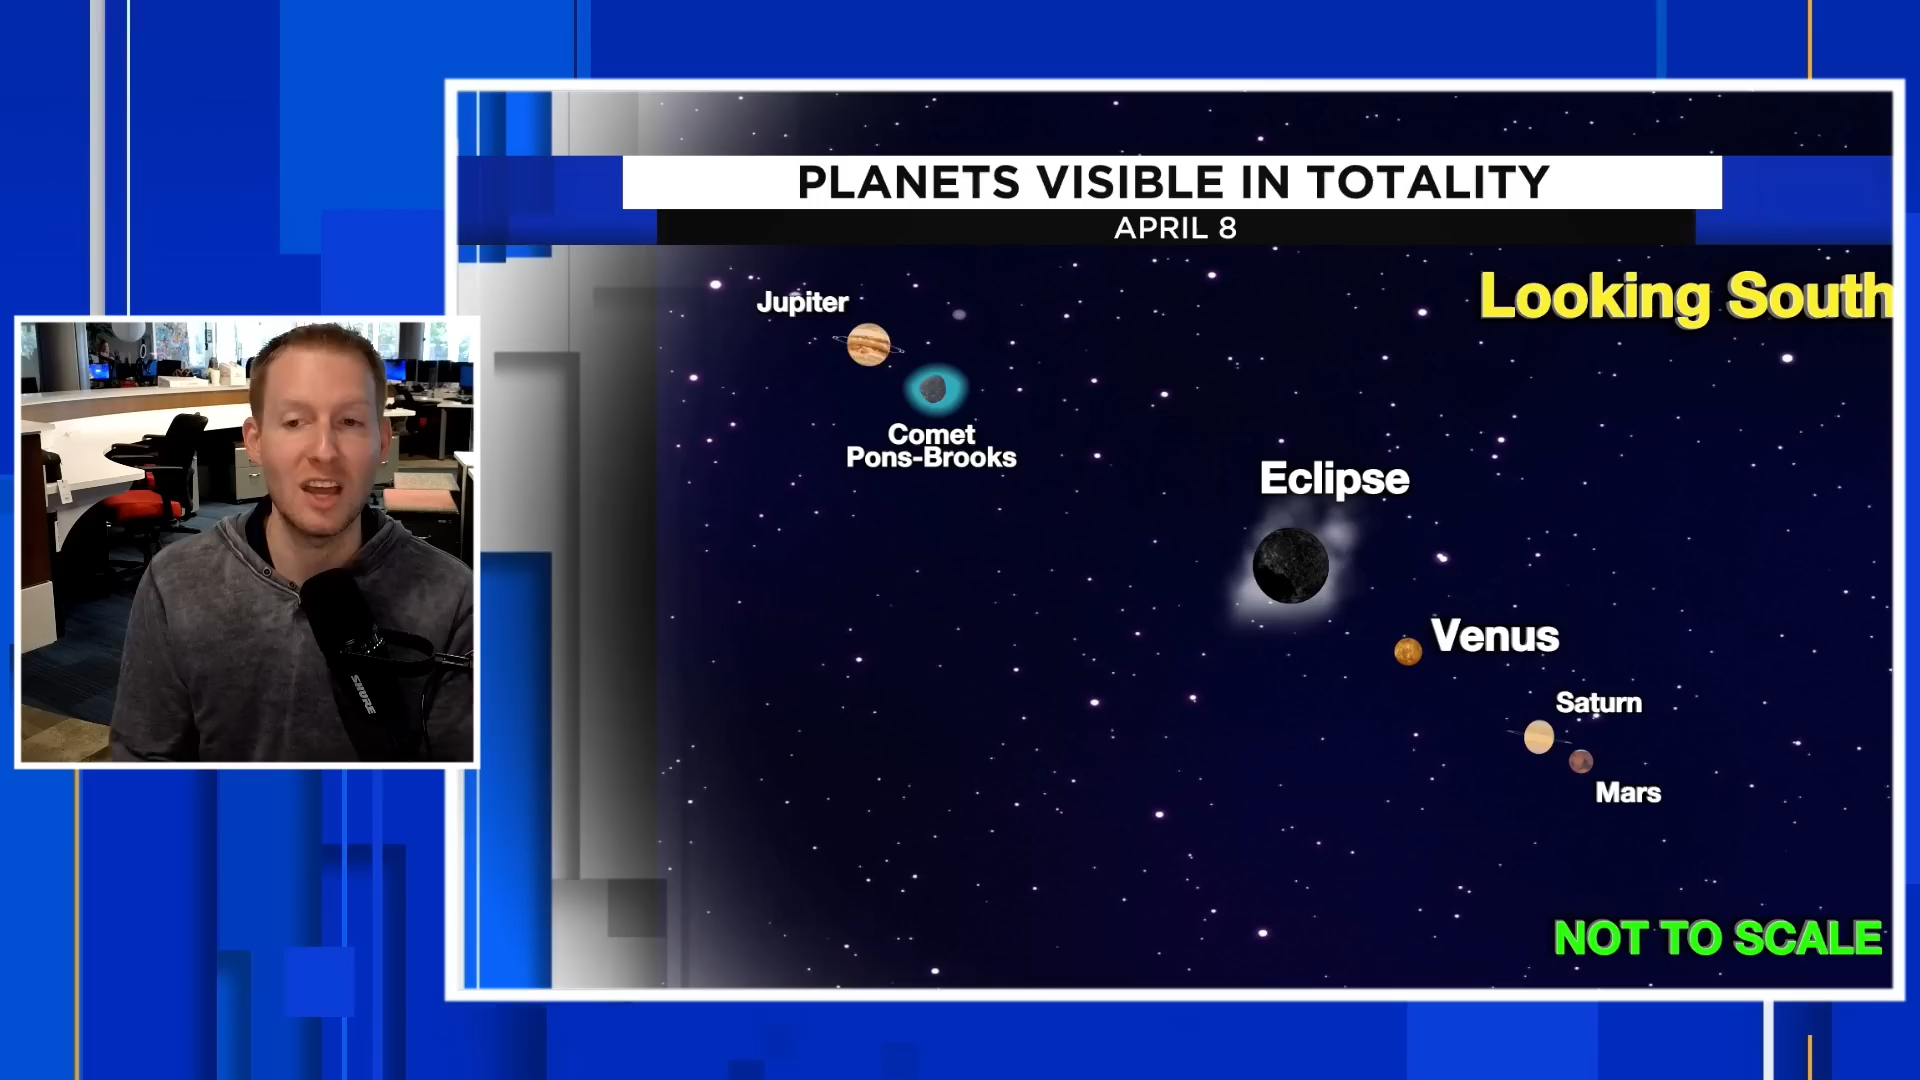 PLANETS VISIBLE IN TOTALITY
APRIL 8
Looking South
Jupiter
Comet
Pons-Brooks
Eclipse
Venus
Saturn
Mars
NOT TO SCALE
SHURE